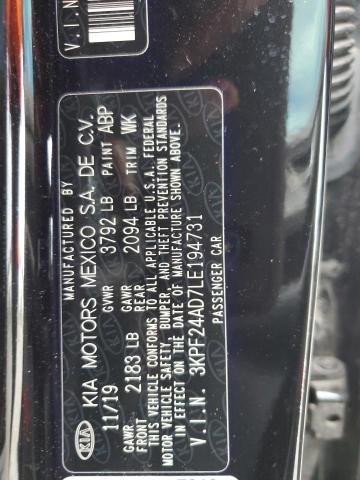 V.I.N
MANUFACTURED BY
KIA KIA MOTORS MEXICO S.A. DE C.V.
11/19 GVWR 3792 LB PAINT ABP
GAWR FRONT 2183 LB GAWR REAR 2094 LB TRIM WK
THIS VEHICLE CONFORMS TO ALL APPLICABLE U.S.A. FEDERAL
MOTOR VEHICLE SAFETY, BUMPER, AND THEFT PREVENTION STANDARDS
IN EFFECT ON THE DATE OF MANUFACTURE SHOWN ABOVE.
V.I.N. 3KPF24AD7LE194731
PASSENGER CAR